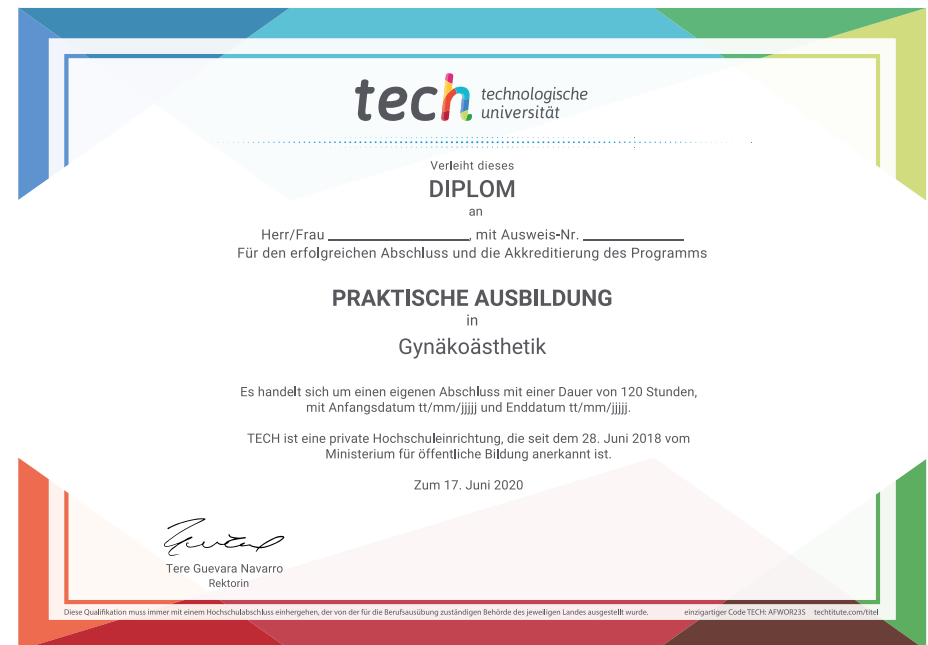 tech technologische
universität
Verleiht dieses
DIPLOM
an
Herr/Frau ____________________, mit Ausweis-Nr. __________________
Für den erfolgreichen Abschluss und die Akkreditierung des Programms
PRAKTISCHE AUSBILDUNG
in
Gynäkoästhetik
Es handelt sich um einen eigenen Abschluss mit einer Dauer von 120 Stunden,
mit Anfangsdatum tt/mm/jjjjj und Enddatum tt/mm/jjjjj.
TECH ist eine private Hochschuleinrichtung, die seit dem 28. Juni 2018 vom
Ministerium für öffentliche Bildung anerkannt ist.
Zum 17. Juni 2020
Tere Guevara Navarro
Rektorin
Diese Qualifikation muss immer mit einem Hochschulabschluss einhergehen, der von der für die Berufsausübung zuständigen Behörde des jeweiligen Landes ausgestellt wurde. einzigartiger Code TECH: AFWOR23S techtitute.com/titel